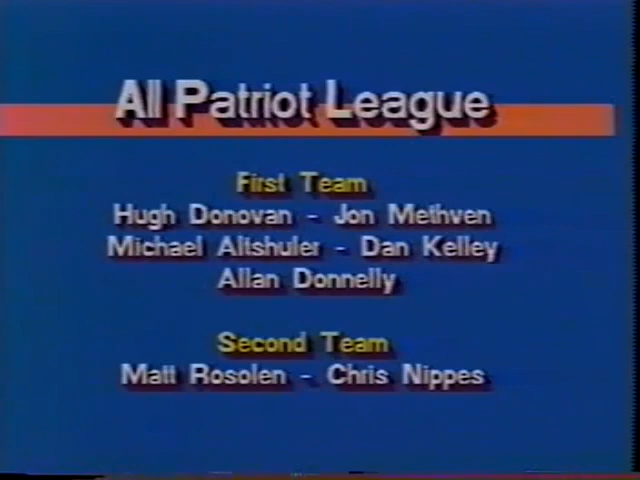 All Patriot League
First Team
Hugh Donovan - Jon Methven
Michael Altshuler - Dan Kelley
Allan Donnelly
Second Team
Matt Rosolen - Chris Nippes